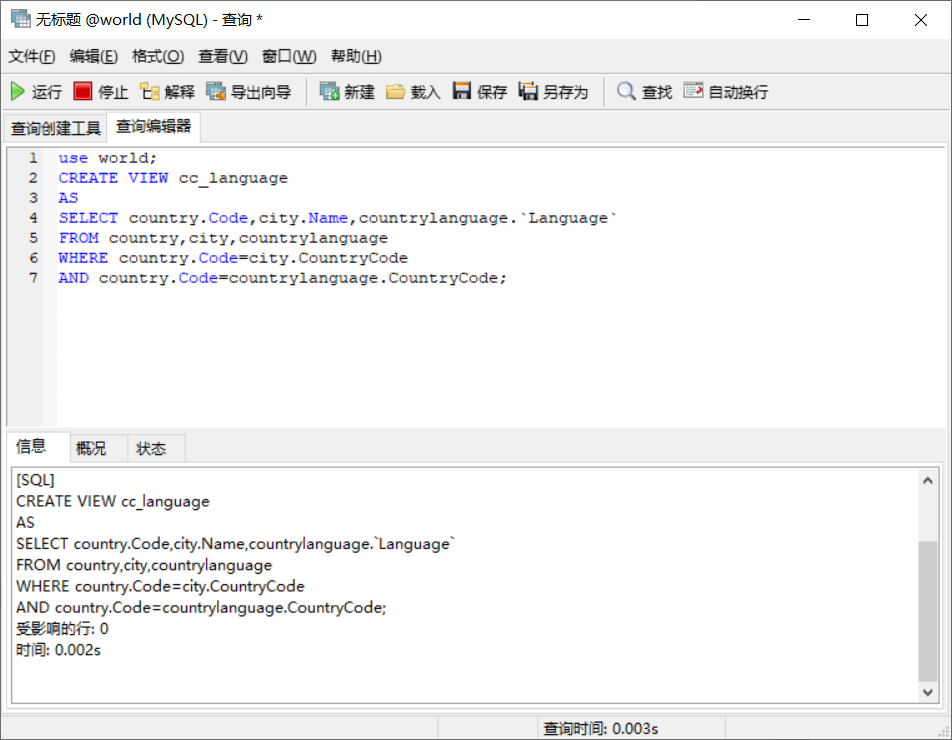 无标题 @world (MySQL) - 查询 *
文件(F) 编辑(E) 格式(O) 查看(V) 窗口(W) 帮助(H)
运行 停止 解释 导出向导 新建 载入 保存 另存为 查找 自动换行
查询创建工具 查询编辑器
1 use world;
2 CREATE VIEW cc_language
3 AS
4 SELECT country.Code,city.Name,countrylanguage.`Language`
5 FROM country,city,countrylanguage
6 WHERE country.Code=city.CountryCode
7 AND country.Code=countrylanguage.CountryCode;
信息 概况 状态
[SQL]
CREATE VIEW cc_language
AS
SELECT country.Code,city.Name,countrylanguage.`Language`
FROM country,city,countrylanguage
WHERE country.Code=city.CountryCode
AND country.Code=countrylanguage.CountryCode;
受影响的行: 0
时间: 0.002s
查询时间: 0.003s